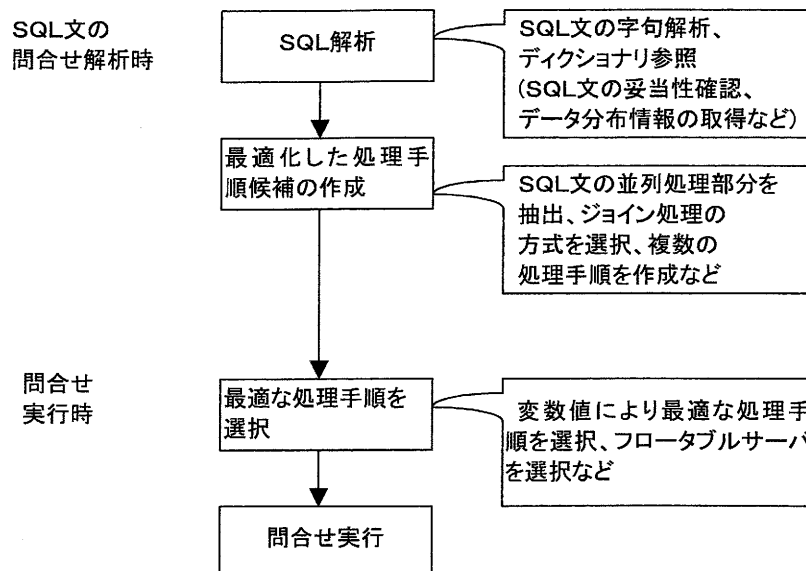 SQL文の
問合せ解析時
SQL解析
SQL文の字句解析、
ディクショナリ参照
(SQL文の妥当性確認、
データ分布情報の取得など)
最適化した処理手
順候補の作成
SQL文の並列処理部分を
抽出、ジョイン処理の
方式を選択、複数の
処理手順を作成など
問合せ
実行時
最適な処理手順を
選択
変数値により最適な処理手
順を選択、フロータブルサーバ
を選択など
問合せ実行